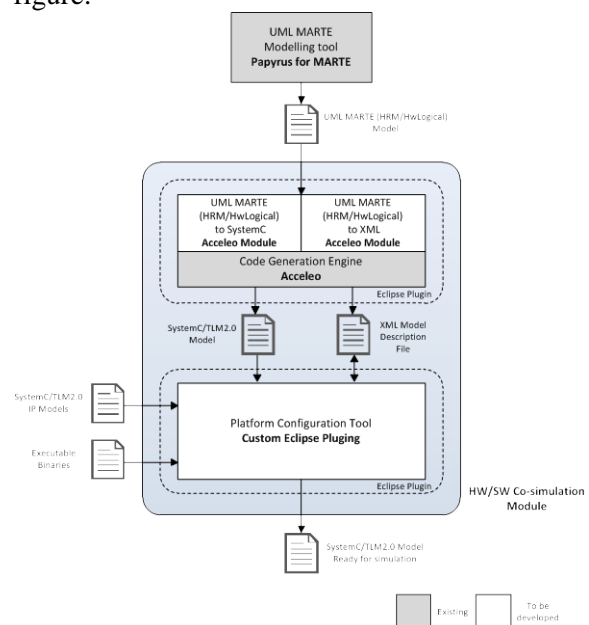 figure.
UML MARTE
Modelling tool
Papyrus for MARTE
UML MARTE (HRM/HwLogical)
Model
UML MARTE
(HRM/HwLogical)
to SystemC
Acceleo Module
UML MARTE
(HRM/HwLogical)
to XML
Acceleo Module
Code Generation Engine
Acceleo
Eclipse Plugin
SystemC/TLM2.0
Model
XML Model
Description
File
SystemC/TLM2.0
IP Models
Executable
Binaries
Platform Configuration Tool
Custom Eclipse Pluging
Eclipse Plugin
HW/SW Co-simulation
Module
SystemC/TLM2.0 Model
Ready for simulation
Existing
To be
developed